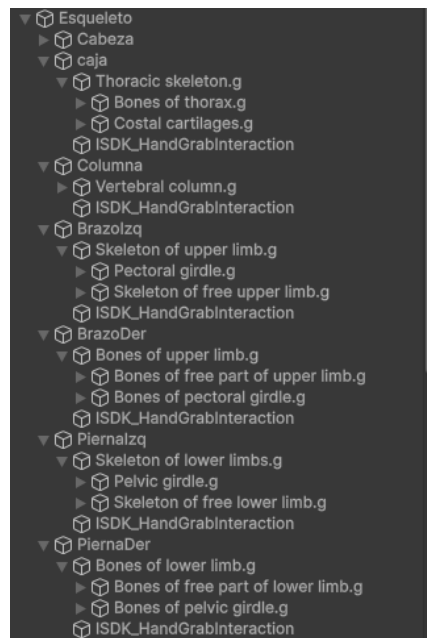 Esqueleto
Cabeza
caja
Thoracic skeleton.g
Bones of thorax.g
Costal cartilages.g
ISDK_HandGrabInteraction
Columna
Vertebral column.g
ISDK_HandGrabInteraction
BrazoIzq
Skeleton of upper limb.g
Pectoral girdle.g
Skeleton of free upper limb.g
ISDK_HandGrabInteraction
BrazoDer
Bones of upper limb.g
Bones of free part of upper limb.g
Bones of pectoral girdle.g
ISDK_HandGrabInteraction
PiernaIzq
Skeleton of lower limbs.g
Pelvic girdle.g
Skeleton of free lower limb.g
ISDK_HandGrabInteraction
PiernaDer
Bones of lower limb.g
Bones of free part of lower limb.g
Bones of pelvic girdle.g
ISDK_HandGrabInteraction